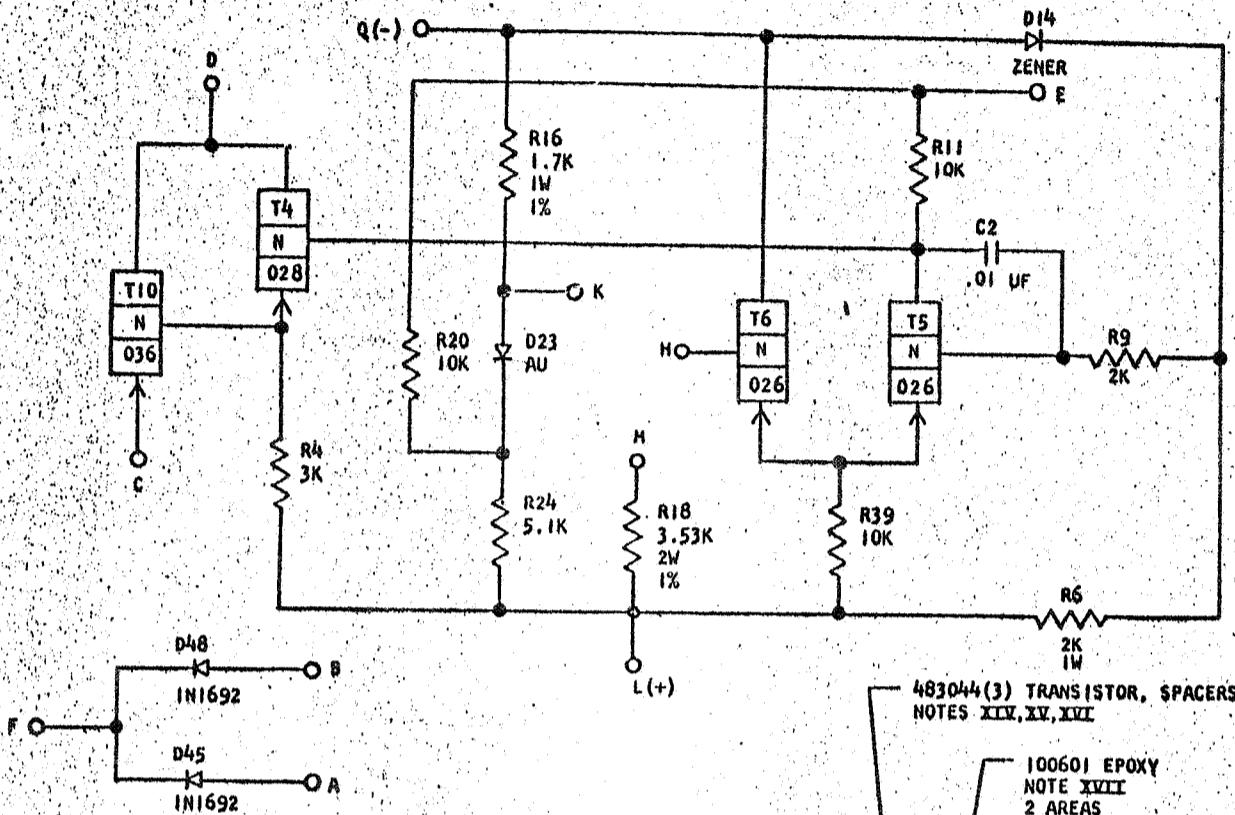 Q(-)
D14
ZENER
D
E
R16
1.7K
1W
1%
R11
10K
T4
N
028
C2
.01 UF
T10
N
036
K
R20
10K
D23
AU
H
T6
N
026
T5
N
026
R9
2K
C
R4
3K
M
R24
5.1K
R18
3.53K
2W
1%
R39
10K
R6
2K
1W
L(+)
D48
1N1692
B
F
D45
1N1692
A
483044(3) TRANSISTOR, SPACERS
NOTES XIV, XV, XVI
100601 EPOXY
NOTE XVII
2 AREAS